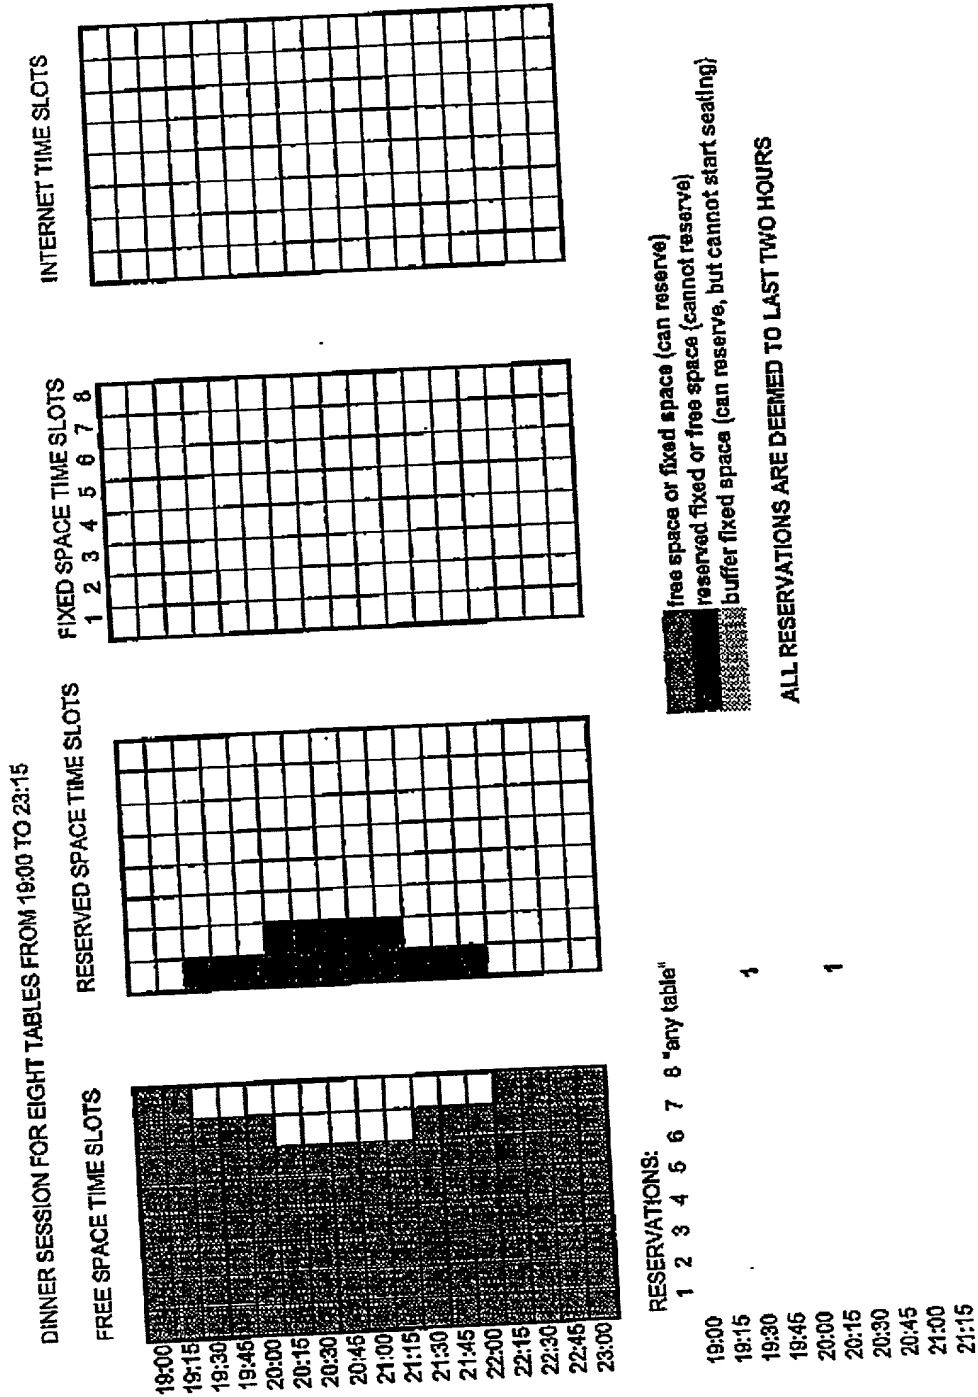 DINNER SESSION FOR EIGHT TABLES FROM 19:00 TO 23:15
FREE SPACE TIME SLOTS
RESERVED SPACE TIME SLOTS
FIXED SPACE TIME SLOTS
INTERNET TIME SLOTS
1 2 3 4 5 6 7 8
19:00
19:15
19:30
19:45
20:00
20:15
20:30
20:45
21:00
21:15
21:30
21:45
22:00
22:15
22:30
22:45
23:00
RESERVATIONS:
1 2 3 4 5 6 7 8 "any table"
19:00
19:15 1
19:30
19:45
20:00 1
20:15
20:30
20:45
21:00
21:15
free space or fixed space (can reserve)
reserved fixed or free space (cannot reserve)
buffer fixed space (can reserve, but cannot start seating)
ALL RESERVATIONS ARE DEEMED TO LAST TWO HOURS